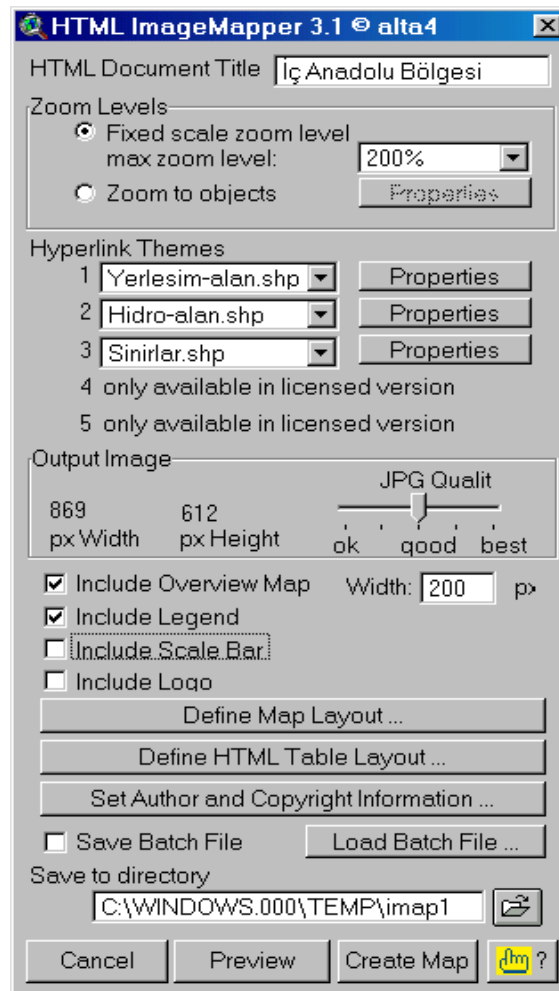 HTML ImageMapper 3.1 © alta4
HTML Document Title İç Anadolu Bölgesi
Zoom Levels
Fixed scale zoom level
max zoom level: 200%
Zoom to objects Properties
Hyperlink Themes
1 Yerlesim-alan.shp Properties
2 Hidro-alan.shp Properties
3 Sinirlar.shp Properties
4 only available in licensed version
5 only available in licensed version
Output Image
JPG Qualit
869 612
px Width px Height
ok good best
Include Overview Map Width: 200 px
Include Legend
Include Scale Bar
Include Logo
Define Map Layout ...
Define HTML Table Layout ...
Set Author and Copyright Information ...
Save Batch File Load Batch File ...
Save to directory
C:\WINDOWS.000\TEMP\imap1
Cancel Preview Create Map ?